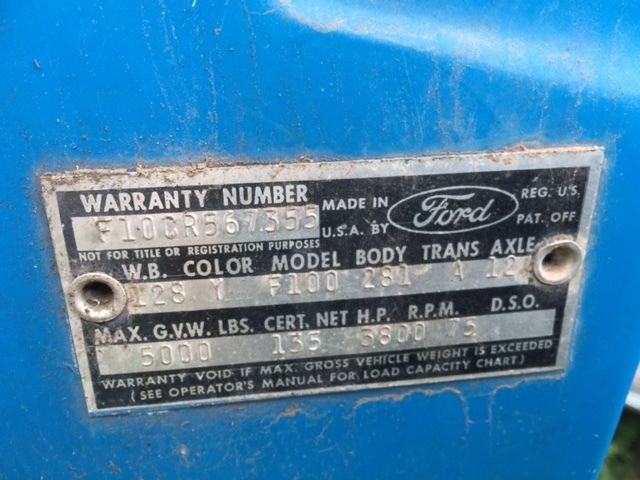 WARRANTY NUMBER MADE IN Ford REG. U.S.
F10CR567355 U.S.A. BY PAT. OFF
NOT FOR TITLE OR REGISTRATION PURPOSES
W.B. COLOR MODEL BODY TRANS AXLE
128 Y F100 281 A 12
MAX. G.V.W. LBS. CERT. NET H.P. R.P.M. D.S.O.
5000 135 3800 75
WARRANTY VOID IF MAX. GROSS VEHICLE WEIGHT IS EXCEEDED
(SEE OPERATOR'S MANUAL FOR LOAD CAPACITY CHART.)